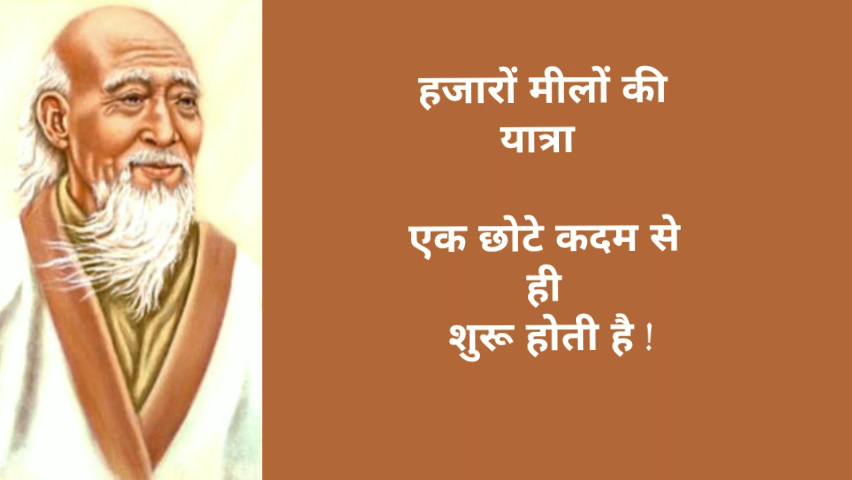 हजारों मीलों की
यात्रा
एक छोटे कदम से
ही
शुरू होती है !